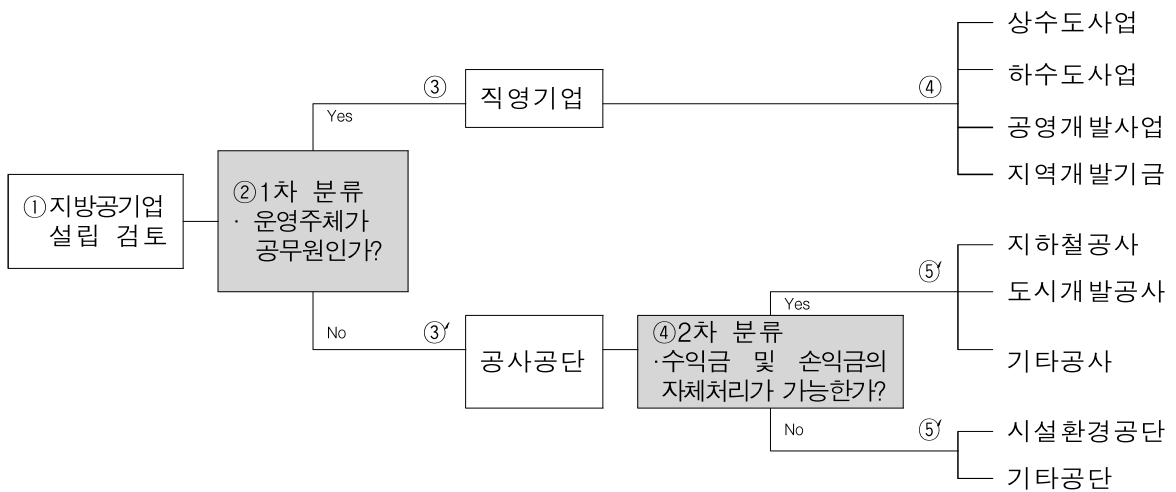 ①지방공기업
설립 검토
②1차 분류
· 운영주체가
공무원인가?
Yes
③
직영기업
④
상수도사업
하수도사업
공영개발사업
지역개발기금
No
③′
공사공단
④2차 분류
·수익금 및 손익금의
자체처리가 가능한가?
Yes
⑤′
지하철공사
도시개발공사
기타공사
No
⑤′
시설환경공단
기타공단